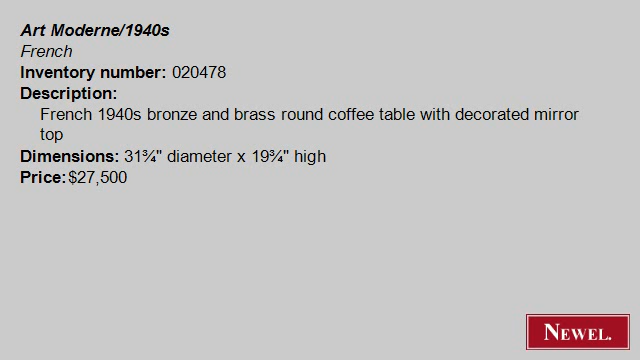 Art Moderne/1940s
French
Inventory number: 020478
Description:
French 1940s bronze and brass round coffee table with decorated mirror
top
Dimensions: 31¾" diameter x 19¾" high
Price:$27,500
NEWEL.